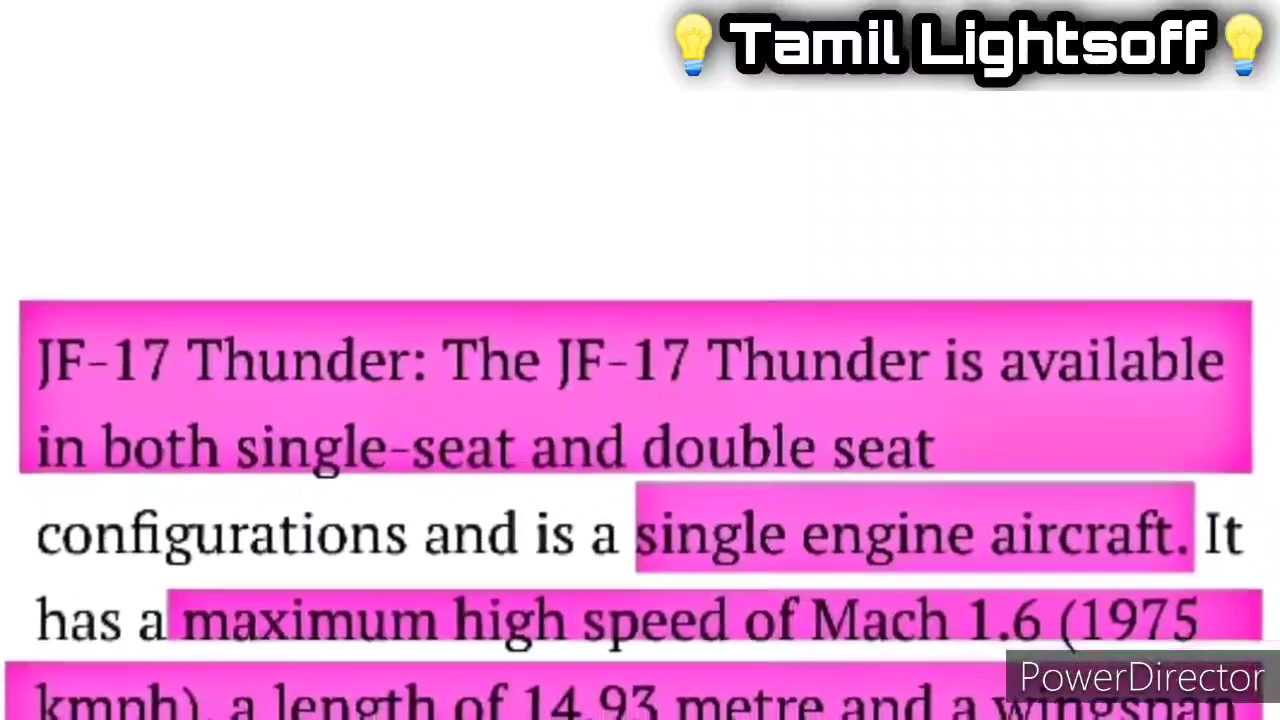 Tamil Lightsoff
JF-17 Thunder: The JF-17 Thunder is available
in both single-seat and double seat
configurations and is a single engine aircraft. It
has a maximum high speed of Mach 1.6 (1975
kmph), a length of 14.93 metre and a wingspan
PowerDirector